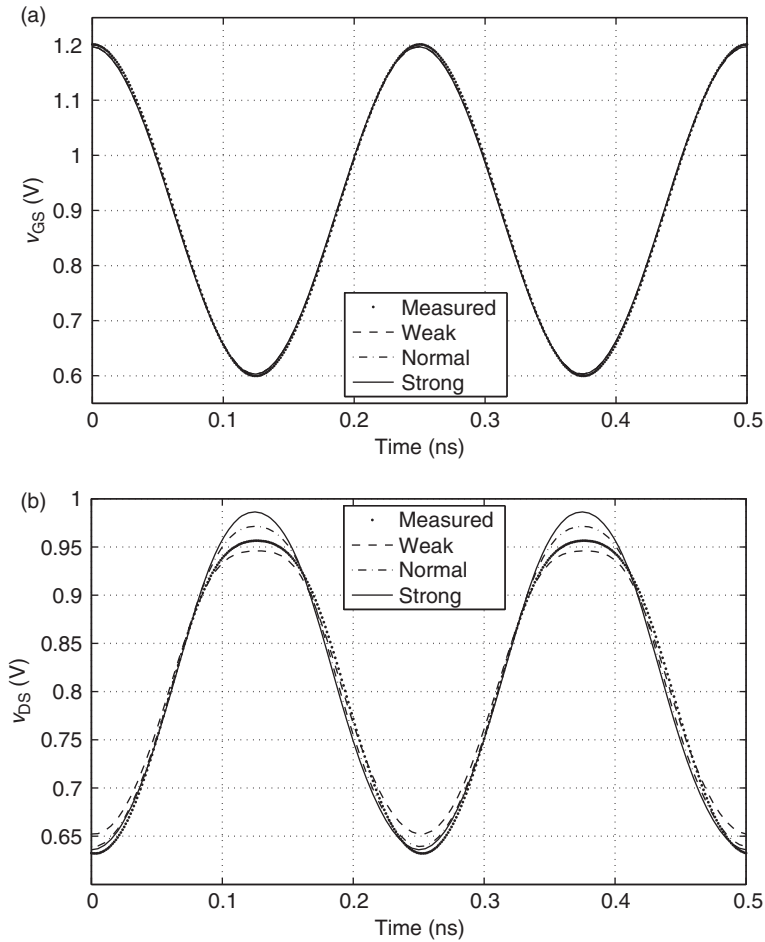 (a)
1.2
1.1
1
0.9
0.8
0.7
0.6
v_GS (V)
Measured
Weak
Normal
Strong
0 0.1 0.2 0.3 0.4 0.5
Time (ns)
(b)
1
0.95
0.9
0.85
0.8
0.75
0.7
0.65
v_DS (V)
Measured
Weak
Normal
Strong
0 0.1 0.2 0.3 0.4 0.5
Time (ns)